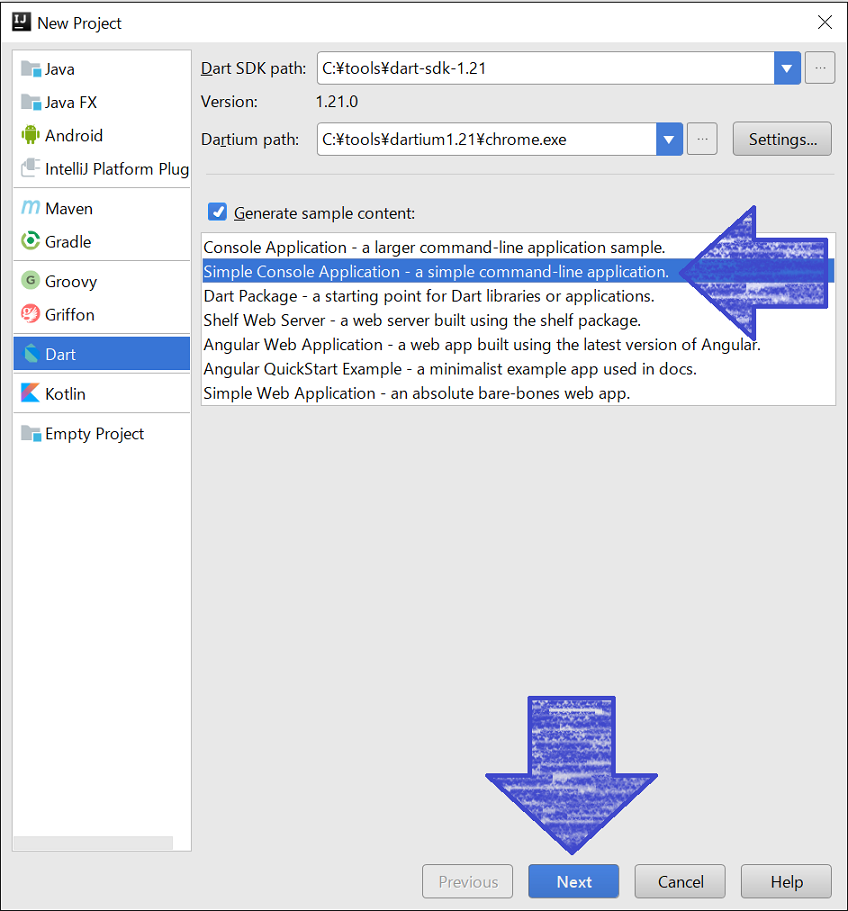 New Project
Java
Java FX
Android
IntelliJ Platform Plug
Maven
Gradle
Groovy
Griffon
Dart
Kotlin
Empty Project
Dart SDK path: C:¥tools¥dart-sdk-1.21 ...
Version: 1.21.0
Dartium path: C:¥tools¥dartium1.21¥chrome.exe ... Settings...
Generate sample content:
Console Application - a larger command-line application sample.
Simple Console Application - a simple command-line application.
Dart Package - a starting point for Dart libraries or applications.
Shelf Web Server - a web server built using the shelf package.
Angular Web Application - a web app built using the latest version of Angular.
Angular QuickStart Example - a minimalist example app used in docs.
Simple Web Application - an absolute bare-bones web app.
Previous Next Cancel Help